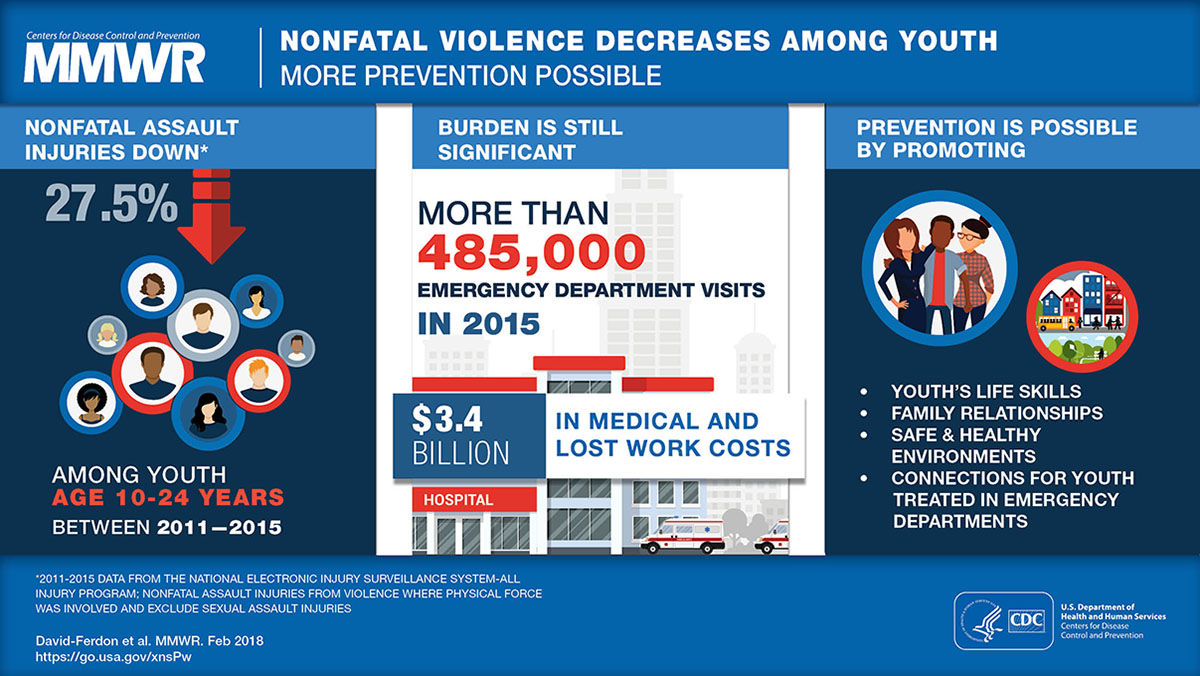 Centers for Disease Control and Prevention
MMWR
NONFATAL VIOLENCE DECREASES AMONG YOUTH
MORE PREVENTION POSSIBLE
NONFATAL ASSAULT
INJURIES DOWN*
27.5%
AMONG YOUTH
AGE 10-24 YEARS
BETWEEN 2011–2015
BURDEN IS STILL
SIGNIFICANT
MORE THAN
485,000
EMERGENCY DEPARTMENT VISITS
IN 2015
$3.4
BILLION
IN MEDICAL AND
LOST WORK COSTS
HOSPITAL
PREVENTION IS POSSIBLE
BY PROMOTING
• YOUTH'S LIFE SKILLS
• FAMILY RELATIONSHIPS
• SAFE & HEALTHY
ENVIRONMENTS
• CONNECTIONS FOR YOUTH
TREATED IN EMERGENCY
DEPARTMENTS
*2011-2015 DATA FROM THE NATIONAL ELECTRONIC INJURY SURVEILLANCE SYSTEM-ALL
INJURY PROGRAM; NONFATAL ASSAULT INJURIES FROM VIOLENCE WHERE PHYSICAL FORCE
WAS INVOLVED AND EXCLUDE SEXUAL ASSAULT INJURIES
David-Ferdon et al. MMWR. Feb 2018
https://go.usa.gov/xnsPw
CDC
U.S. Department of
Health and Human Services
Centers for Disease
Control and Prevention